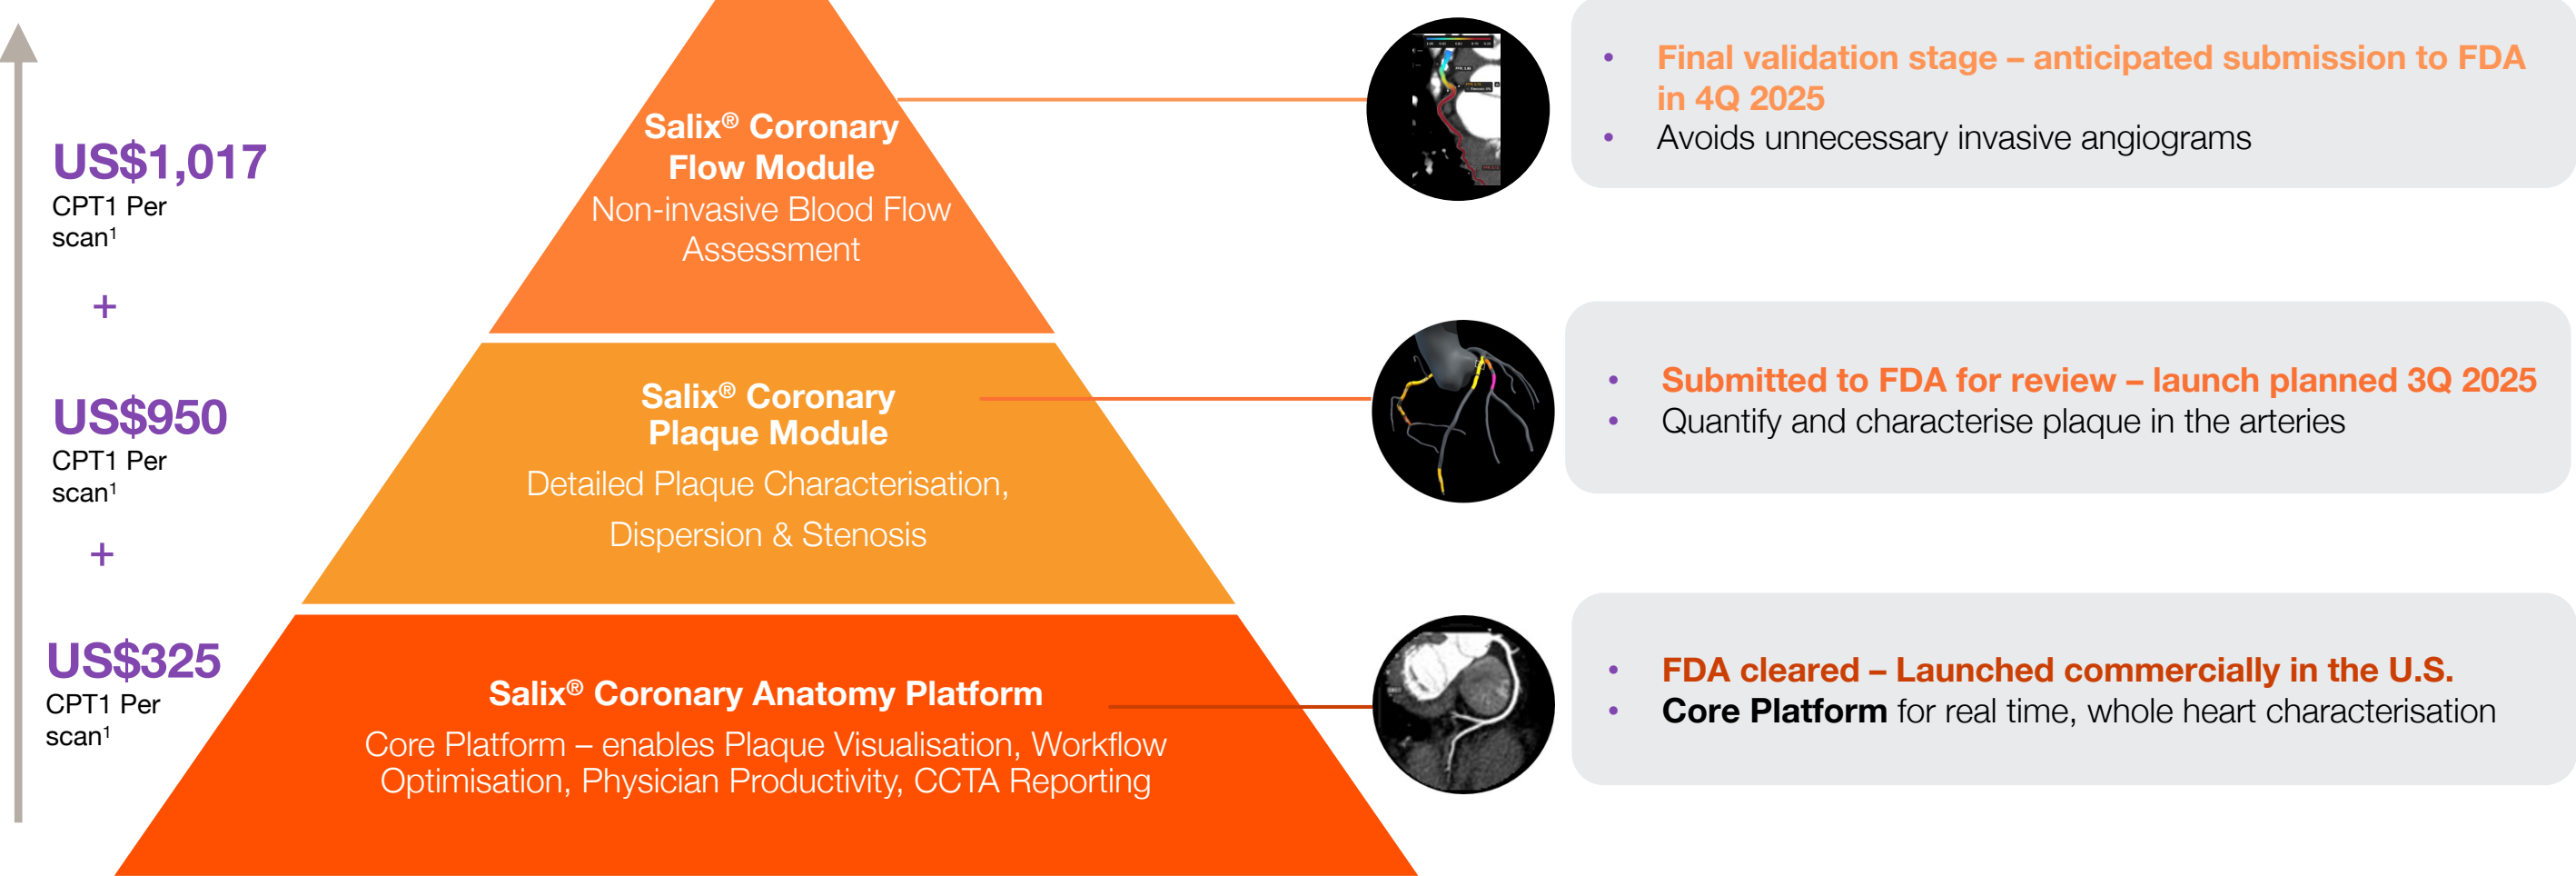 US$1,017
CPT1 Per
scan¹
+
US$950
CPT1 Per
scan¹
+
US$325
CPT1 Per
scan¹
Salix® Coronary
Flow Module
Non-invasive Blood Flow
Assessment
Salix® Coronary
Plaque Module
Detailed Plaque Characterisation,
Dispersion & Stenosis
Salix® Coronary Anatomy Platform
Core Platform – enables Plaque Visualisation, Workflow
Optimisation, Physician Productivity, CCTA Reporting
• Final validation stage – anticipated submission to FDA
in 4Q 2025
• Avoids unnecessary invasive angiograms
• Submitted to FDA for review – launch planned 3Q 2025
• Quantify and characterise plaque in the arteries
• FDA cleared – Launched commercially in the U.S.
• Core Platform for real time, whole heart characterisation